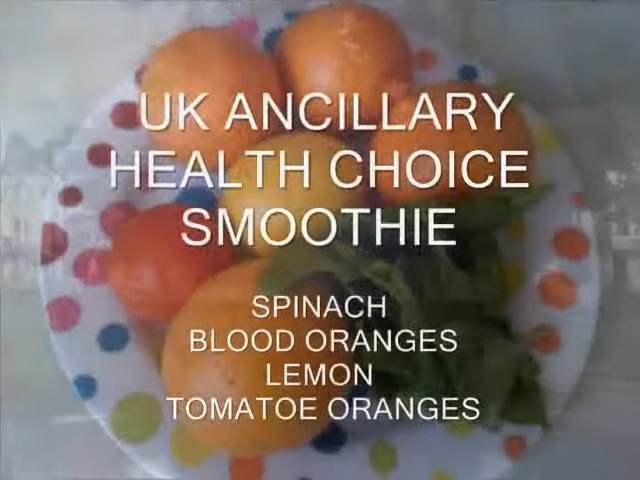 UK ANCILLARY
HEALTH CHOICE
SMOOTHIE
SPINACH
BLOOD ORANGES
LEMON
TOMATOE ORANGES